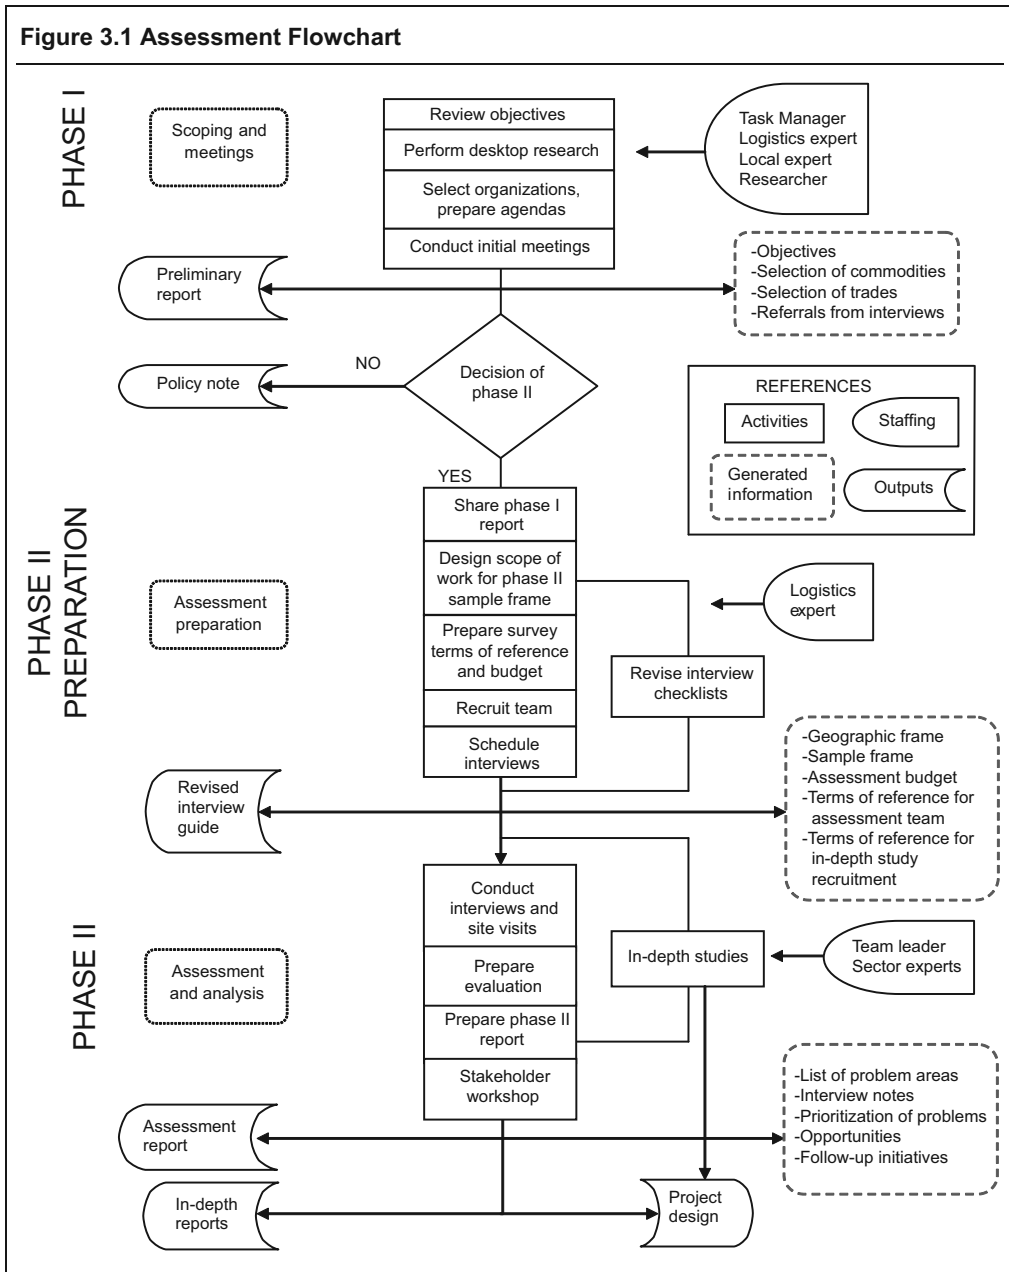 Figure 3.1 Assessment Flowchart
PHASE I
Scoping and
meetings
Review objectives
Perform desktop research
Select organizations,
prepare agendas
Conduct initial meetings
Task Manager
Logistics expert
Local expert
Researcher
Preliminary
report
-Objectives
-Selection of commodities
-Selection of trades
-Referrals from interviews
NO
Policy note
Decision of
phase II
YES
REFERENCES
Activities
Staffing
Generated
information
Outputs
PHASE II
PREPARATION
Assessment
preparation
Share phase I
report
Design scope of
work for phase II
sample frame
Prepare survey
terms of reference
and budget
Recruit team
Schedule
interviews
Logistics
expert
Revise interview
checklists
Revised
interview
guide
-Geographic frame
-Sample frame
-Assessment budget
-Terms of reference for
assessment team
-Terms of reference for
in-depth study
recruitment
PHASE II
Assessment
and analysis
Conduct
interviews and
site visits
Prepare
evaluation
Prepare phase II
report
Stakeholder
workshop
In-depth studies
Team leader
Sector experts
Assessment
report
-List of problem areas
-Interview notes
-Prioritization of problems
-Opportunities
-Follow-up initiatives
In-depth
reports
Project
design